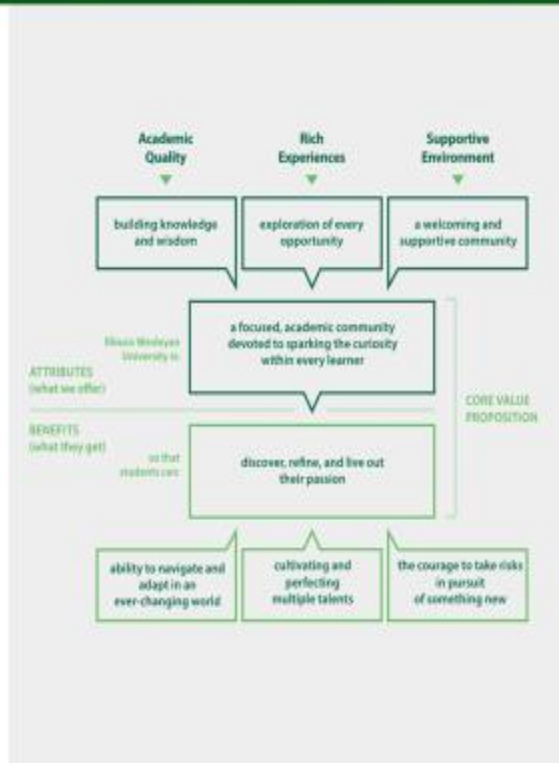 Academic
Quality
Rich
Experiences
Supportive
Environment
building knowledge
and wisdom
exploration of every
opportunity
a welcoming and
supportive community
Illinois Wesleyan
University is:
a focused, academic community
devoted to sparking the curiosity
within every learner
ATTRIBUTES
(what we offer)
CORE VALUE
PROPOSITION
BENEFITS
(what they get)
so that
students can:
discover, refine, and live out
their passion
ability to navigate and
adapt in an
ever-changing world
cultivating and
perfecting
multiple talents
the courage to take risks
in pursuit
of something new